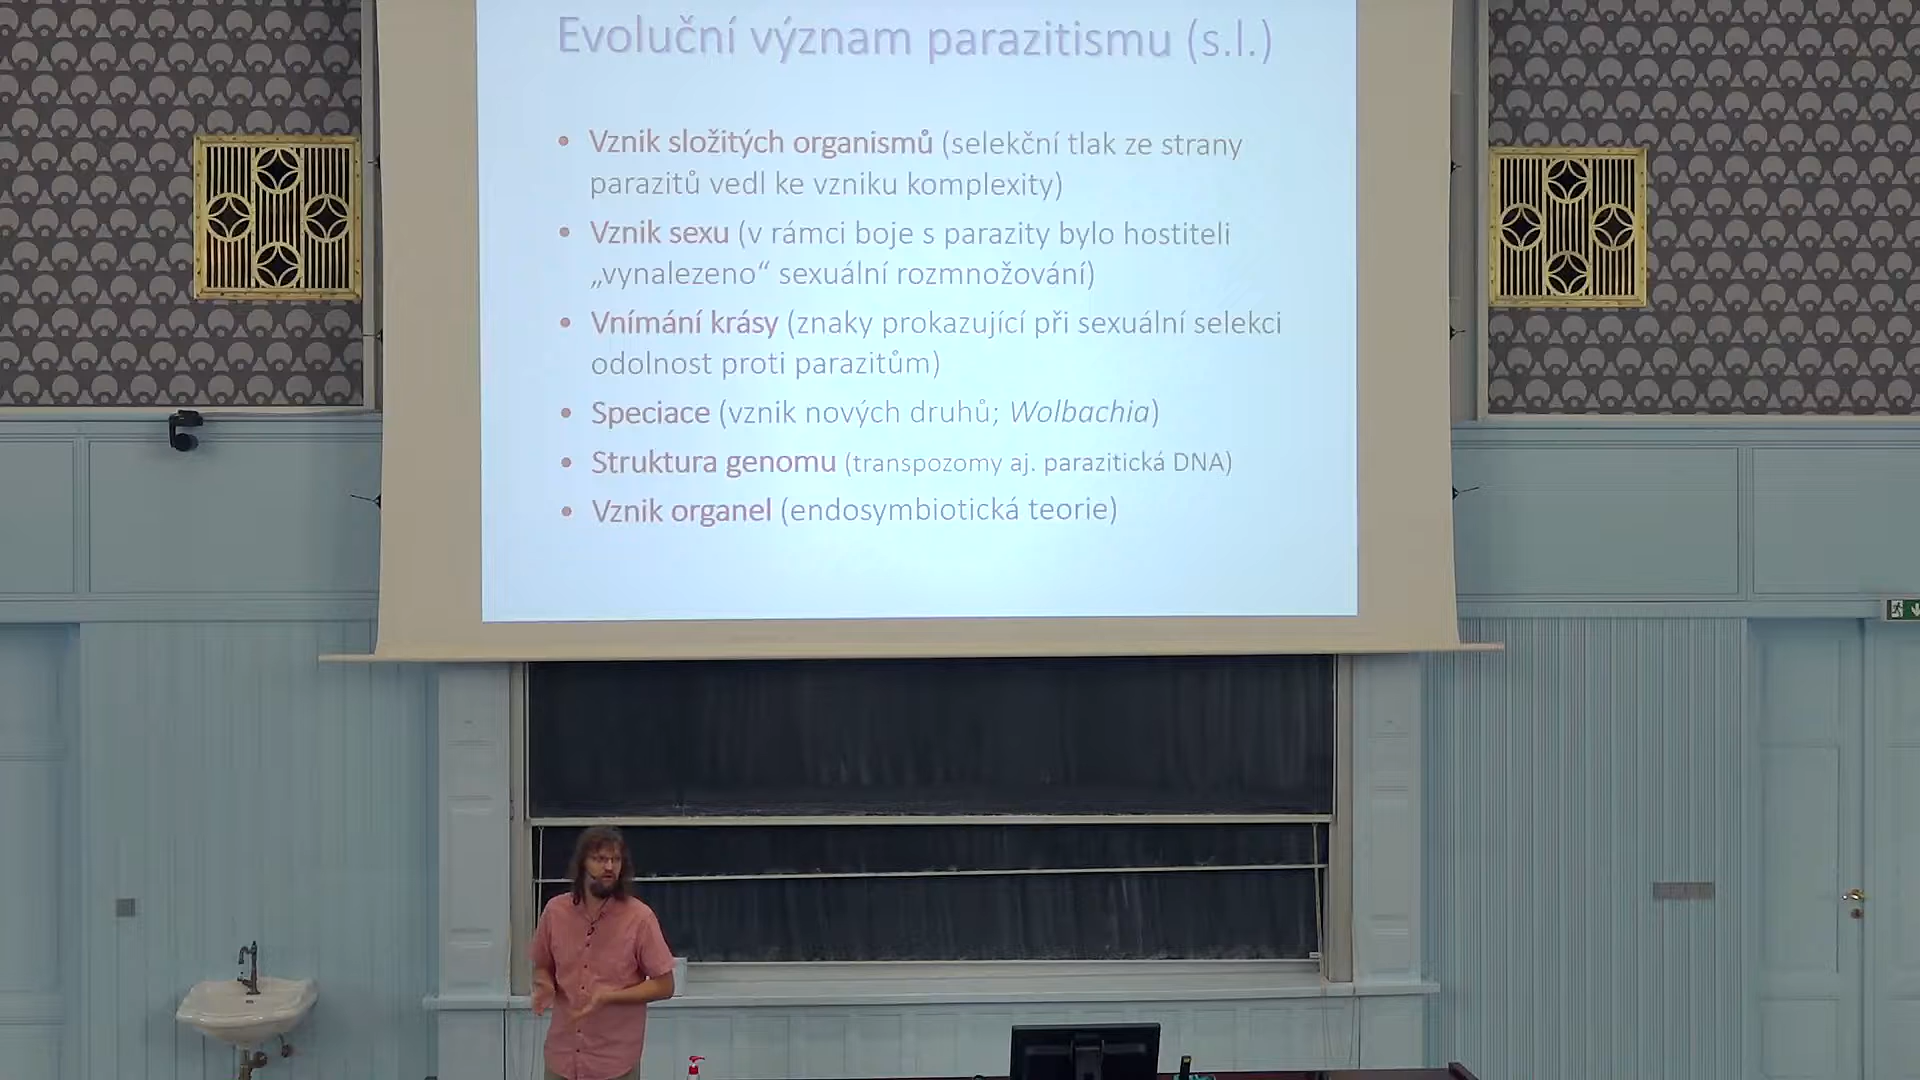 Evoluční význam parazitismu (s.l.)
• Vznik složitých organismů (selekční tlak ze strany
parazitů vedl ke vzniku komplexity)
• Vznik sexu (v rámci boje s parazity bylo hostiteli
„vynalezeno“ sexuální rozmnožování)
• Vnímání krásy (znaky prokazující při sexuální selekci
odolnost proti parazitům)
• Speciace (vznik nových druhů; Wolbachia)
• Struktura genomu (transpozomy aj. parazitická DNA)
• Vznik organel (endosymbiotická teorie)